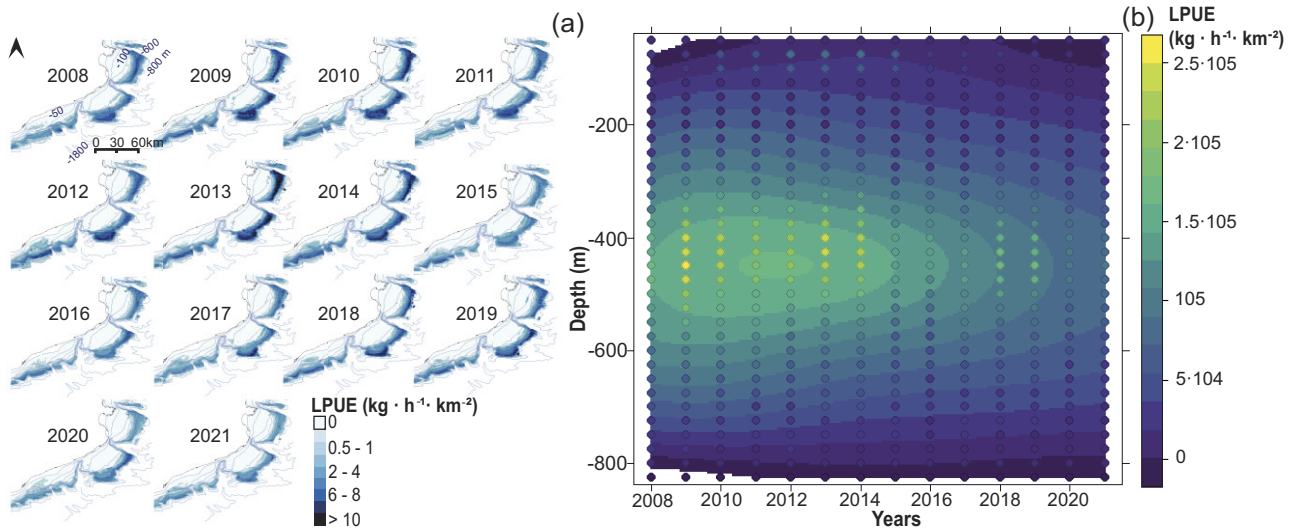 (a)
2008
-100
-600
-800 m
-50
-1800
0 30 60km
2009
2010
2011
2012
2013
2014
2015
2016
2017
2018
2019
2020
2021
LPUE (kg · h⁻¹· km⁻²)
0
0.5 - 1
2 - 4
6 - 8
> 10
(b)
Depth (m)
-200
-400
-600
-800
2008 2010 2012 2014 2016 2018 2020
Years
LPUE
(kg · h⁻¹· km⁻²)
2.5·105
2·105
1.5·105
105
5·104
0